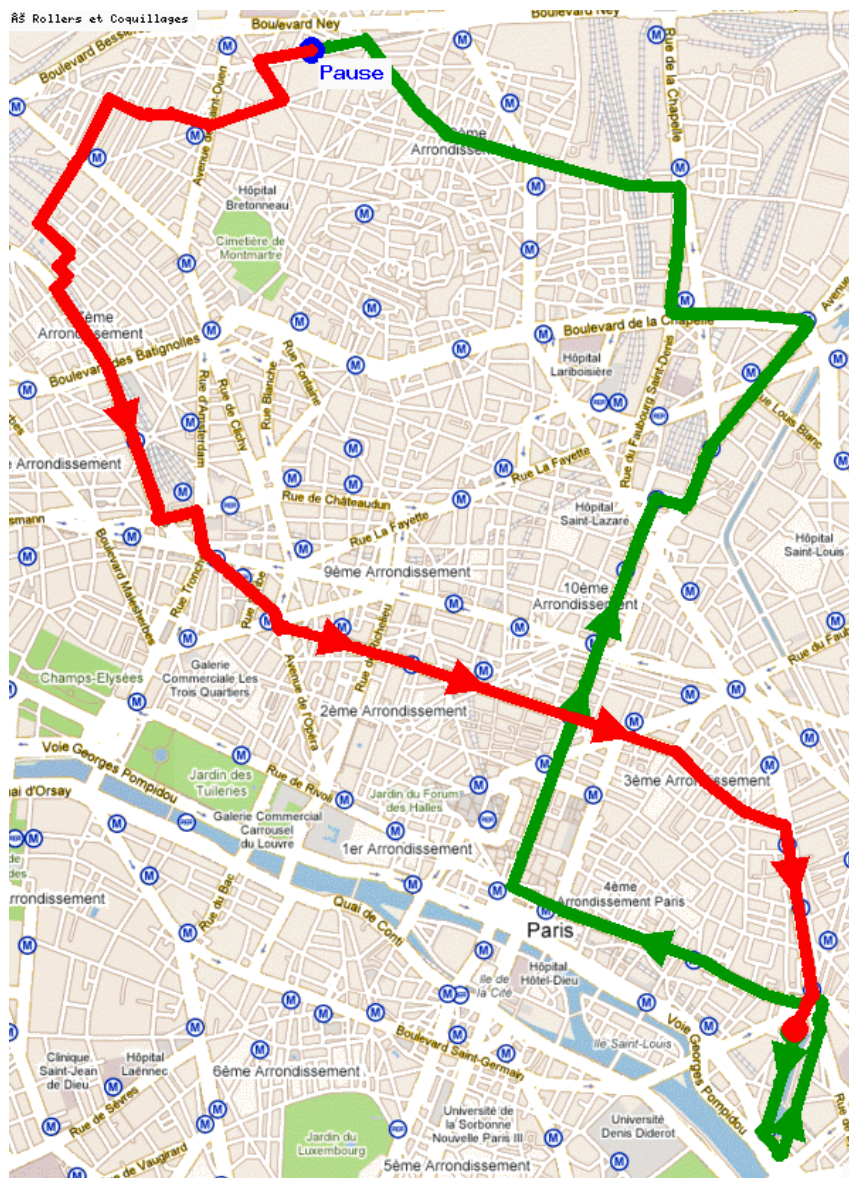 Rollers et Coquillages
Boulevard Ney
Boulevard Ney
Boulevard Bessières
Pause
Rue de la Chapelle
Avenue de Saint-Ouen
Arrondissement
Hôpital
Bretonneau
Cimetière de
Montmartre
Avenue
Arrondissement
Boulevard de la Chapelle
Boulevard des Batignolles
Hôpital
Lariboisière
Rue Fontaine
Rue Blanche
Rue de Clichy
Rue d'Amsterdam
Rue du Faubourg Saint-Denis
Rue Louis Blanc
Arrondissement
Rue La Fayette
Rue de Châteaudun
Hôpital
Saint-Lazare
Rue La Fayette
Hôpital
Saint-Louis
Boulevard Malesherbes
Rue Tronch
9ème Arrondissement
10ème
Arrondissement
Rue de Richelieu
Rue du Faub
Galerie
Commerciale Les
Trois Quartiers
Champs-Elysées
Avenue de l'Opéra
2ème Arrondissement
Voie Georges Pompidou
Jardin des
Tuileries
Rue de Rivoli
3ème Arrondissement
ai d'Orsay
Jardin du Forum
des Halles
Galerie Commercial
Carrousel
du Louvre
1er Arrondissement
Rue du Bac
rrondissement
4ème
Arrondissement Paris
Quai de Conti
Paris
Hôpital
Hôtel-Dieu
Ile de
la Cité
Voie Georges Pompidou
Ile Saint-Louis
Boulevard Saint-Germain
Clinique
Saint-Jean
de Dieu
Hôpital
Laënnec
6ème Arrondissement
Rue de Sèvres
Université de
la Sorbonne
Nouvelle Paris III
Université
Denis Diderot
Jardin du
Luxembourg
Rue de Vaugirard
5ème Arrondissement